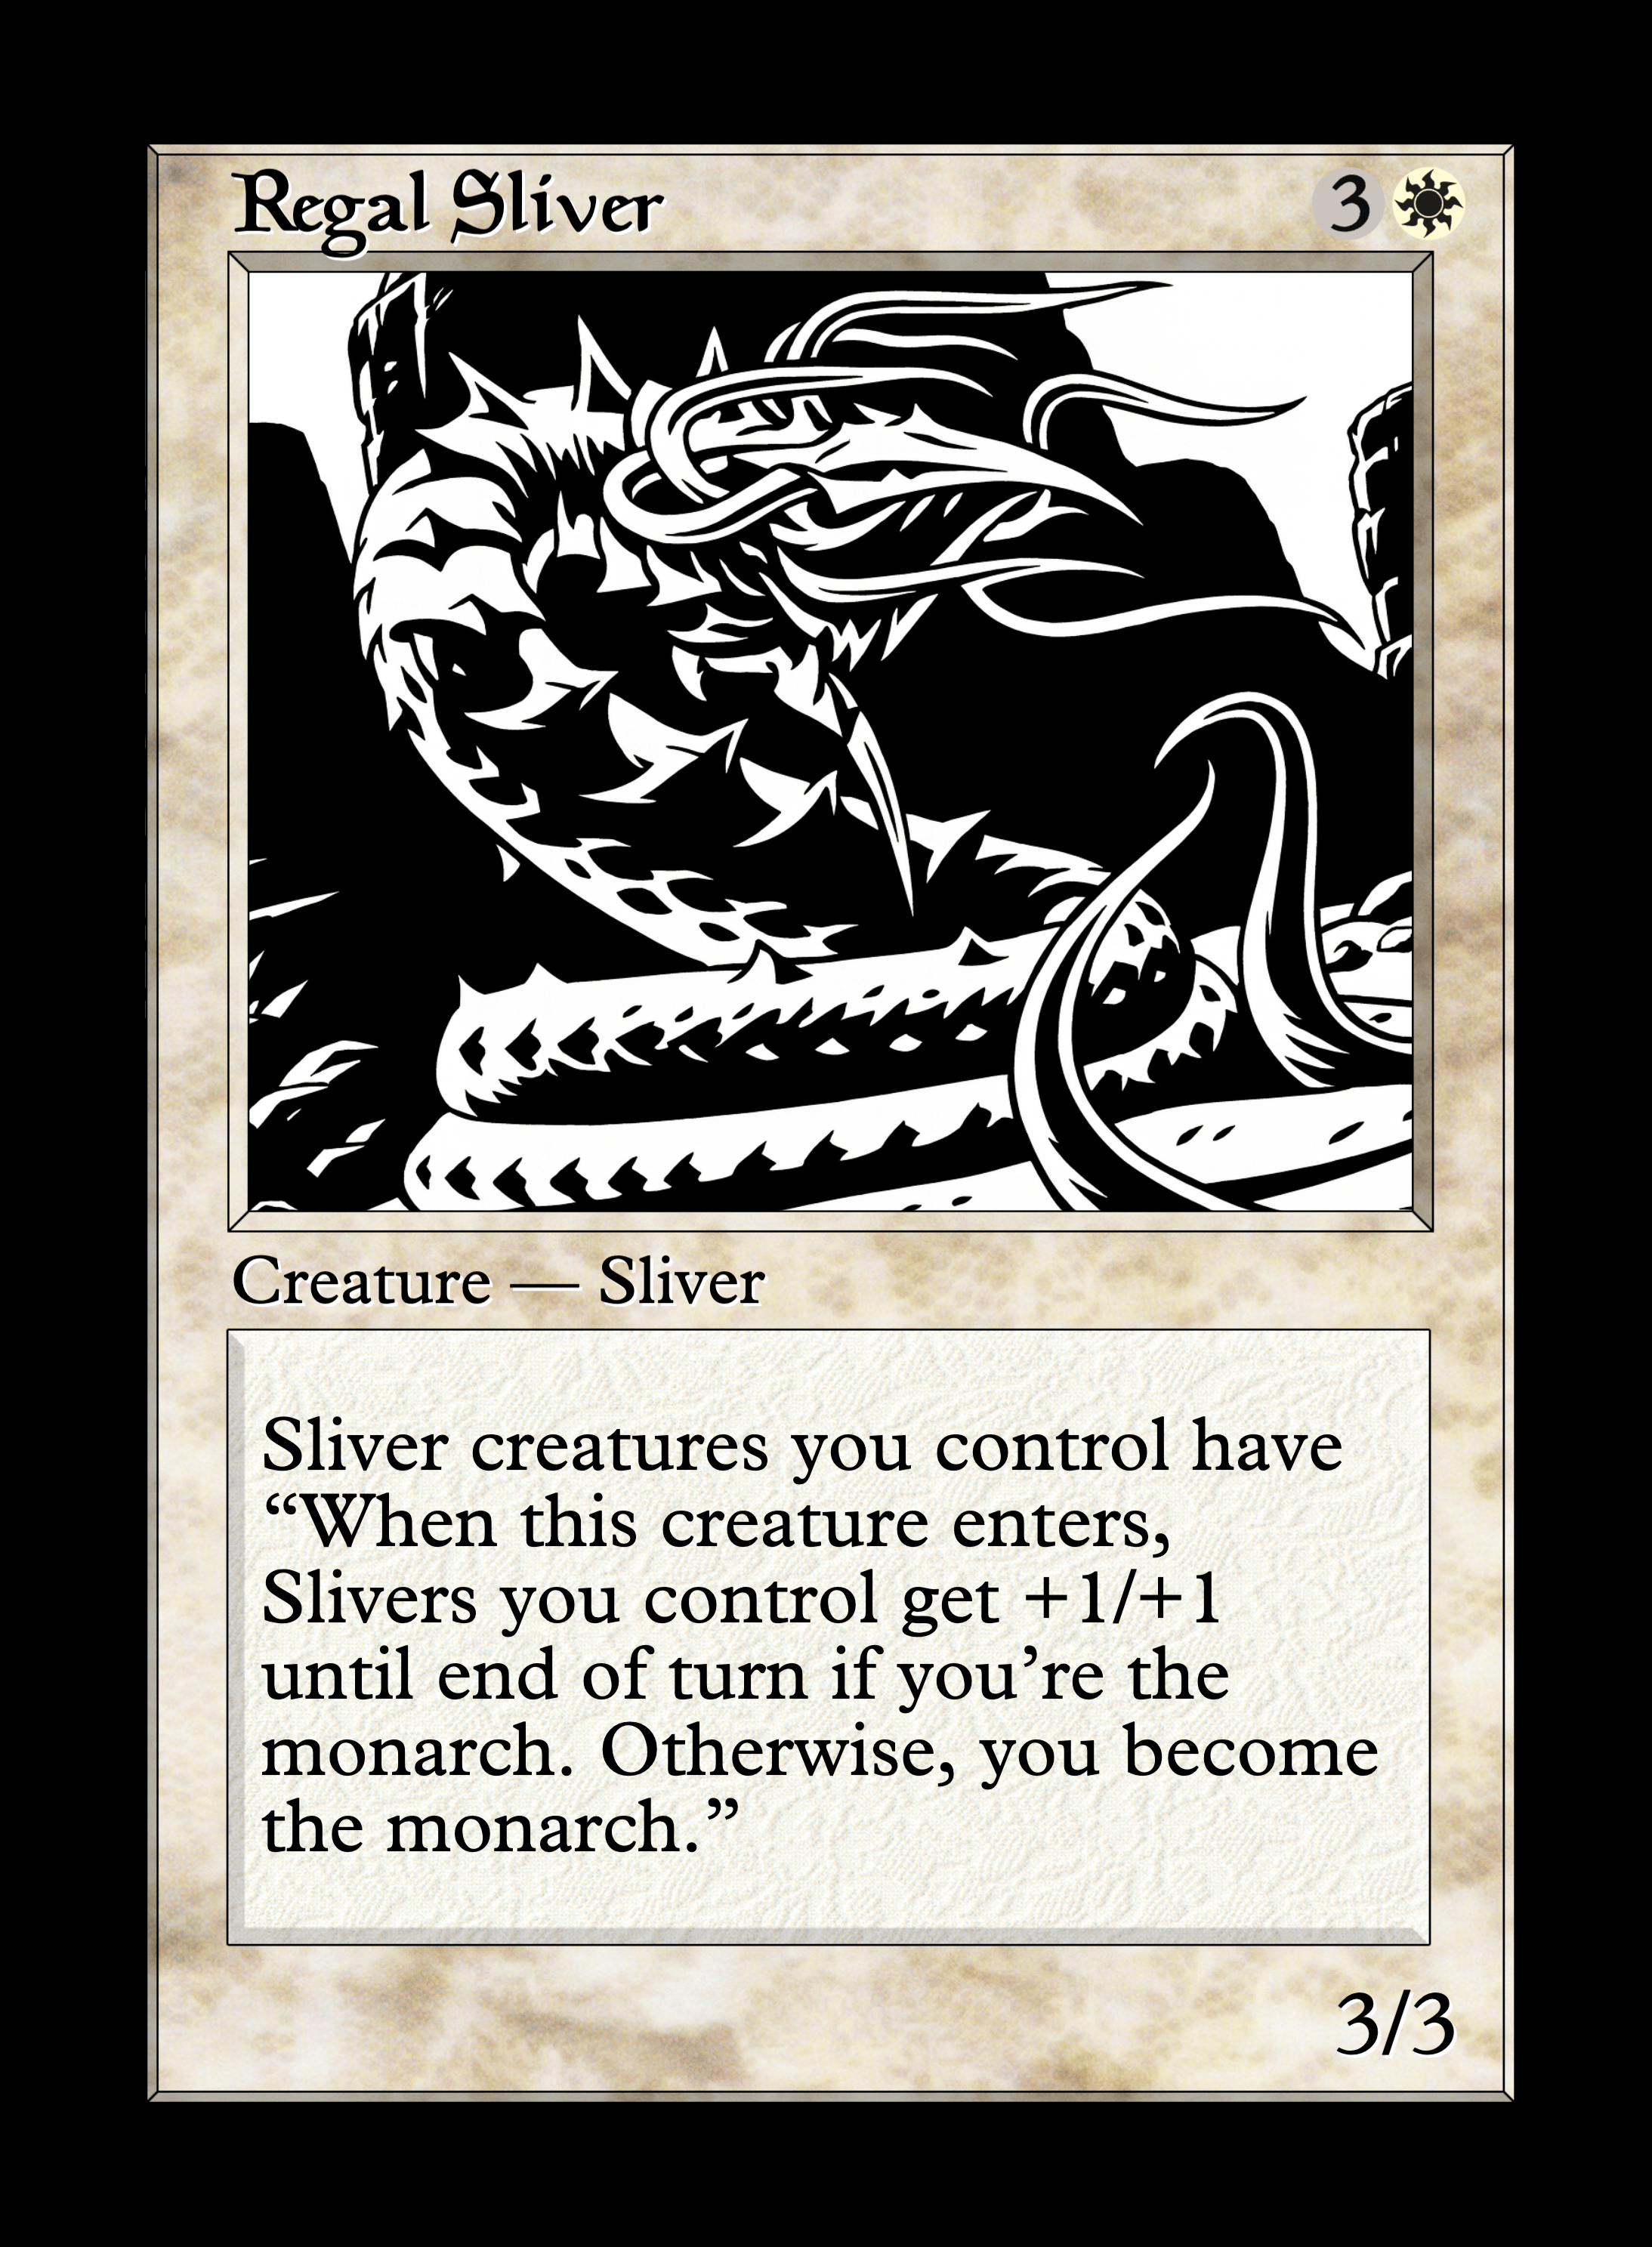 Regal Sliver 3
Creature — Sliver
Sliver creatures you control have
“When this creature enters,
Slivers you control get +1/+1
until end of turn if you’re the
monarch. Otherwise, you become
the monarch.”
3/3